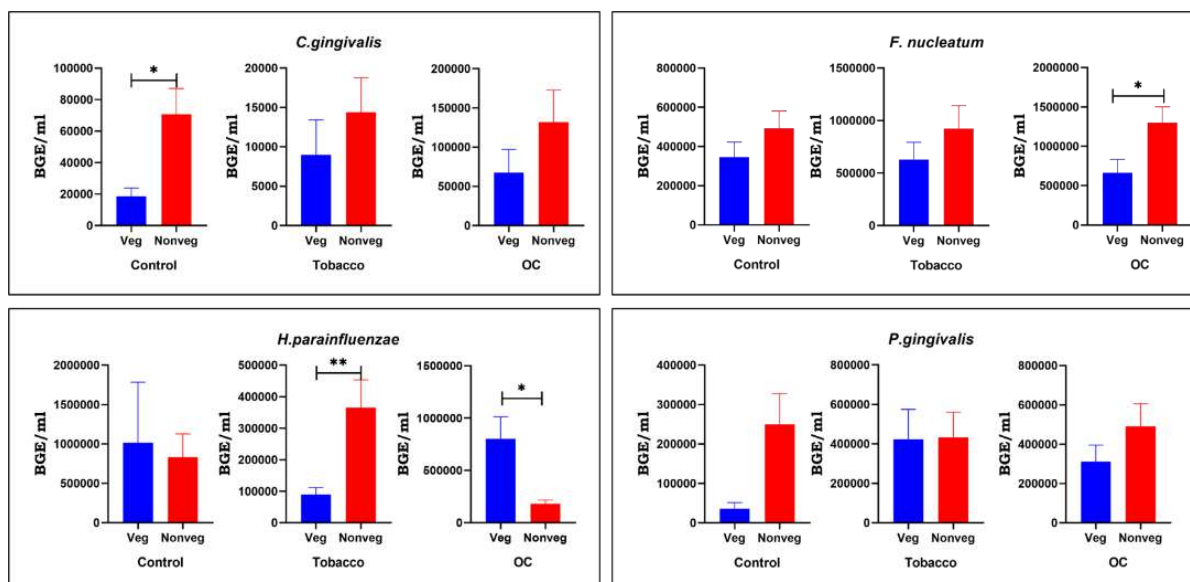 C.gingivalis
BGE/ml
100000
80000
60000
40000
20000
0
*
Veg Nonveg
Control
BGE/ml
20000
15000
10000
5000
0
Veg Nonveg
Tobacco
BGE/ml
200000
150000
100000
50000
0
Veg Nonveg
OC
F. nucleatum
BGE/ml
800000
600000
400000
200000
0
Veg Nonveg
Control
BGE/ml
1500000
1000000
500000
0
Veg Nonveg
Tobacco
BGE/ml
2000000
1500000
1000000
500000
0
*
Veg Nonveg
OC
H.parainfluenzae
BGE/ml
2000000
1500000
1000000
500000
0
Veg Nonveg
Control
BGE/ml
500000
400000
300000
200000
100000
0
**
Veg Nonveg
Tobacco
BGE/ml
1500000
1000000
500000
0
*
Veg Nonveg
OC
P.gingivalis
BGE/ml
400000
300000
200000
100000
0
Veg Nonveg
Control
BGE/ml
800000
600000
400000
200000
0
Veg Nonveg
Tobacco
BGE/ml
800000
600000
400000
200000
0
Veg Nonveg
OC